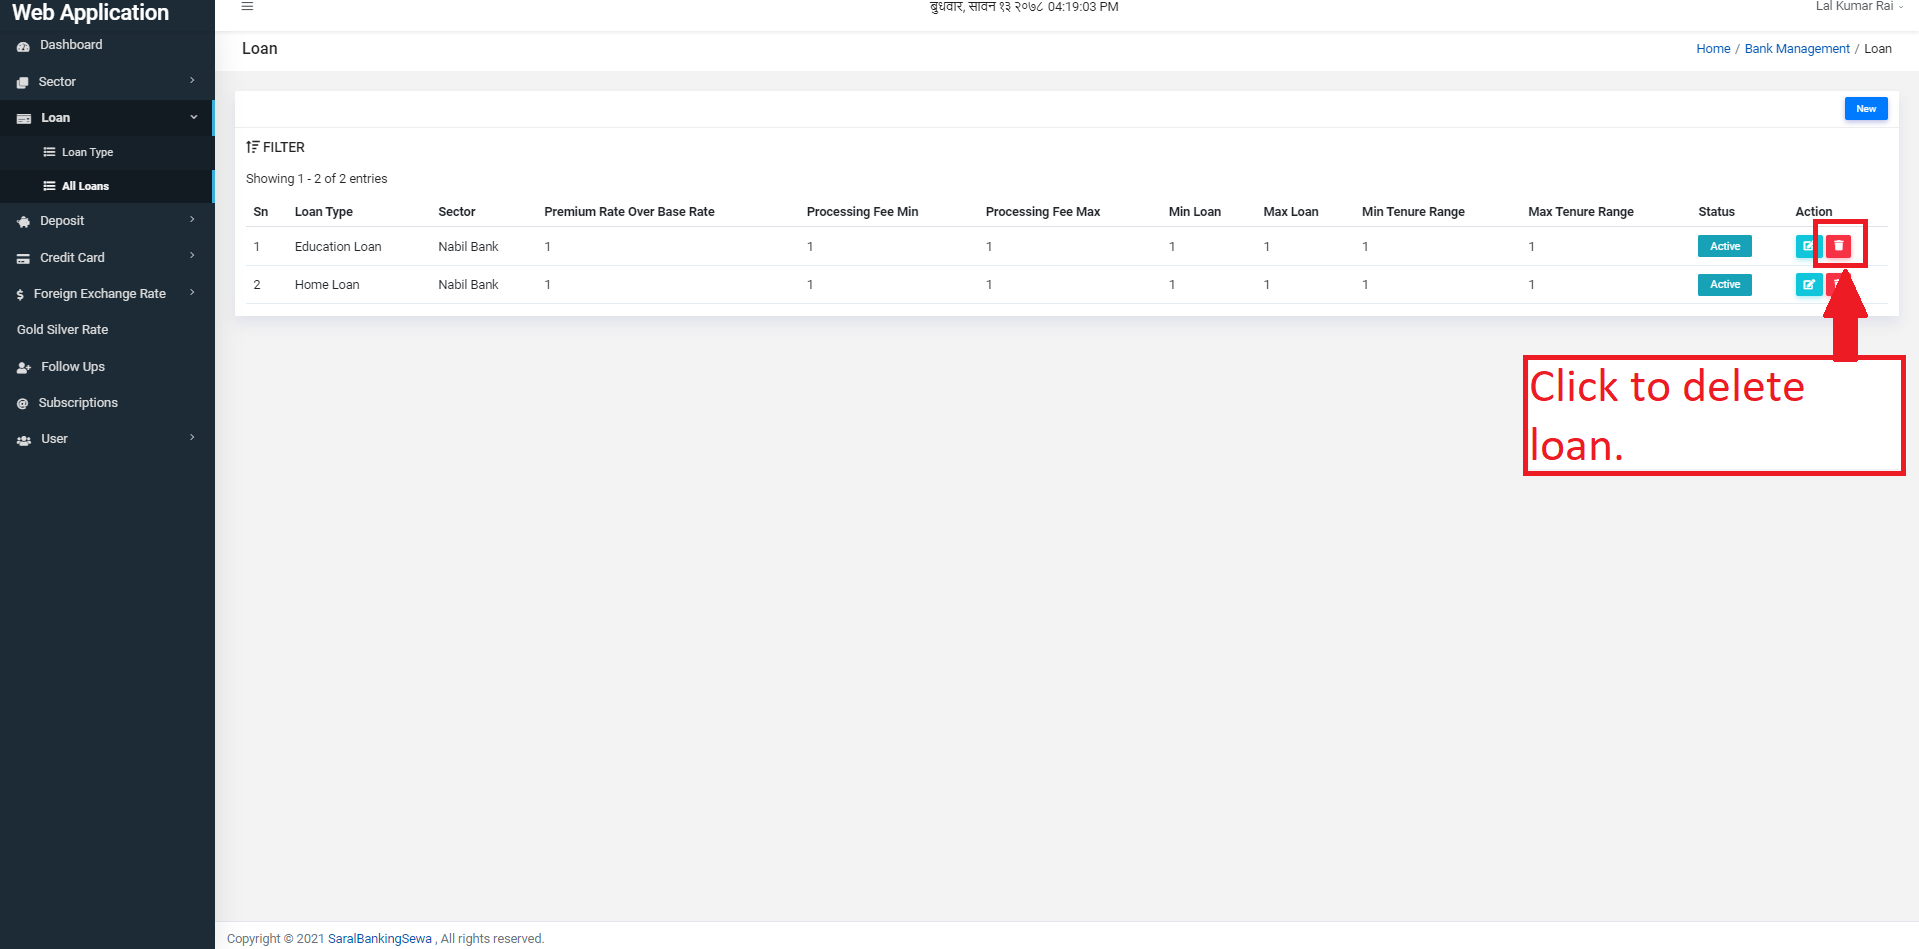 Web Application
बुधवार, सावन १३ २०७८ 04:19:03 PM
Lal Kumar Rai
Dashboard
Sector
Loan
Loan Type
All Loans
Deposit
Credit Card
Foreign Exchange Rate
Gold Silver Rate
Follow Ups
Subscriptions
User
Loan
Home / Bank Management / Loan
New
FILTER
Showing 1 - 2 of 2 entries
Sn Loan Type Sector Premium Rate Over Base Rate Processing Fee Min Processing Fee Max Min Loan Max Loan Min Tenure Range Max Tenure Range Status Action
1 Education Loan Nabil Bank 1 1 1 1 1 1 1 Active
2 Home Loan Nabil Bank 1 1 1 1 1 1 1 Active
Click to delete
loan.
Copyright © 2021 SaralBankingSewa , All rights reserved.